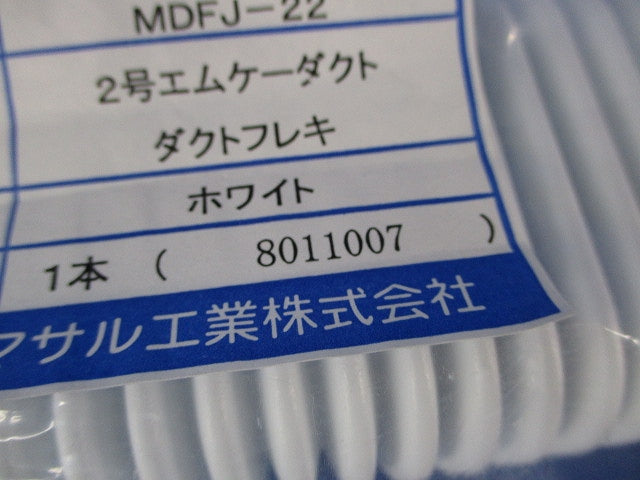 MDFJ-22
2号エムケーダクト
ダクトフレキ
ホワイト
1本 ( 8011007 )
マサル工業株式会社